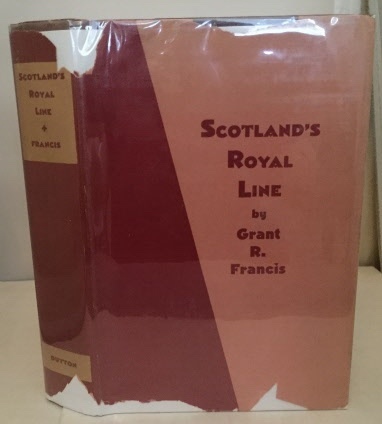 SCOTLAND'S
ROYAL
LINE
+
FRANCIS
DUTTON
SCOTLAND'S
ROYAL
LINE
by
Grant
R.
Francis